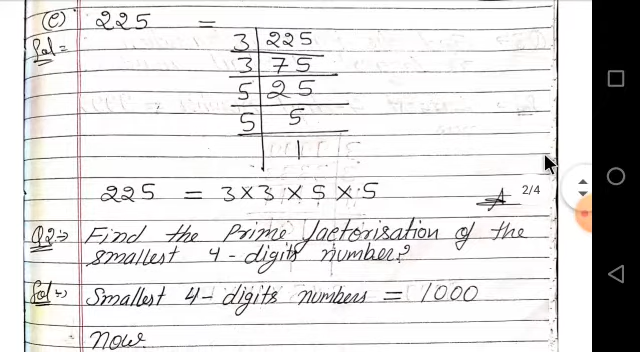 (e) 225 =
Sol= 3 225
3 75
5 25
5 5
1
225 = 3×3×5×5
2/4
Q2⇒ Find the Prime factorisation of the
smallest 4-digits number?
Sol⇒ Smallest 4-digits numbers = 1000
now